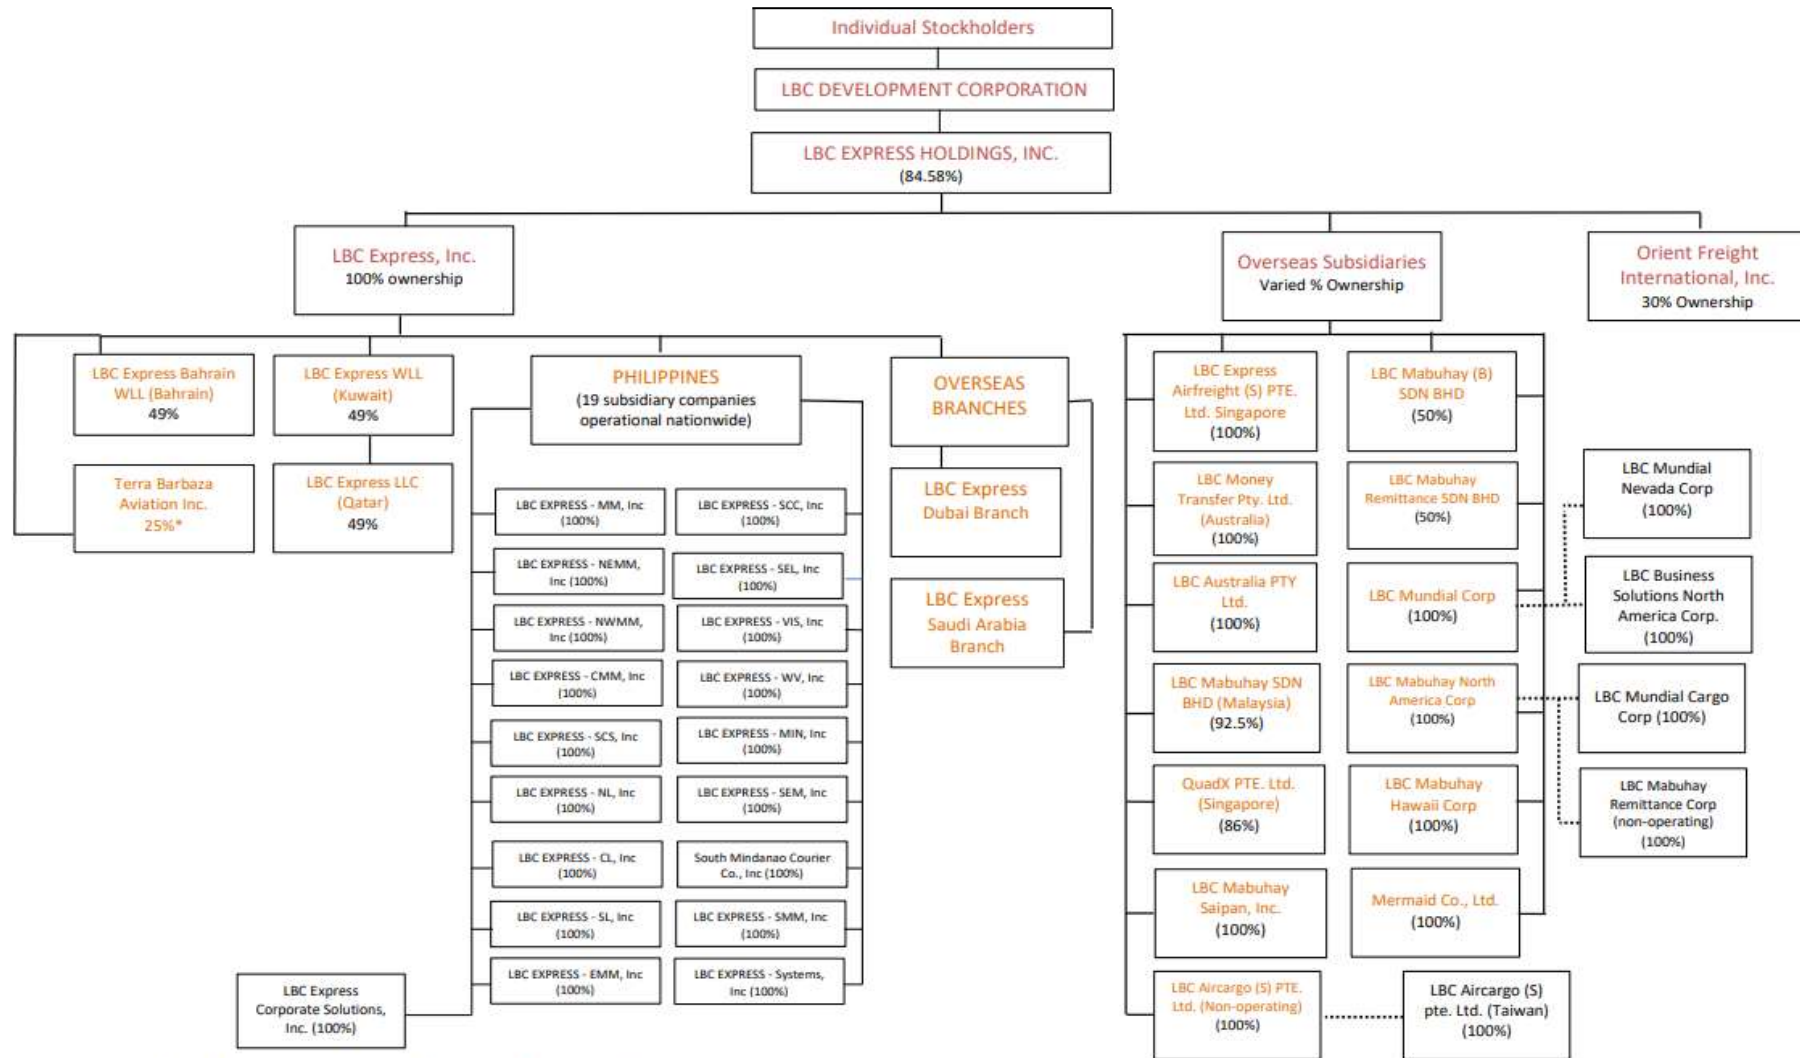 Individual Stockholders
LBC DEVELOPMENT CORPORATION
LBC EXPRESS HOLDINGS, INC.
(84.58%)
LBC Express, Inc.
100% ownership
Overseas Subsidiaries
Varied % Ownership
Orient Freight
International, Inc.
30% Ownership
LBC Express Bahrain
WLL (Bahrain)
49%
LBC Express WLL
(Kuwait)
49%
PHILIPPINES
(19 subsidiary companies
operational nationwide)
OVERSEAS
BRANCHES
Terra Barbaza
Aviation Inc.
25%*
LBC Express LLC
(Qatar)
49%
LBC Express
Dubai Branch
LBC Express
Saudi Arabia
Branch
LBC EXPRESS - MM, Inc
(100%)
LBC EXPRESS - SCC, Inc
(100%)
LBC EXPRESS - NEMM,
Inc (100%)
LBC EXPRESS - SEL, Inc
(100%)
LBC EXPRESS - NWMM,
Inc (100%)
LBC EXPRESS - VIS, Inc
(100%)
LBC EXPRESS - CMM, Inc
(100%)
LBC EXPRESS - WV, Inc
(100%)
LBC EXPRESS - SCS, Inc
(100%)
LBC EXPRESS - MIN, Inc
(100%)
LBC EXPRESS - NL, Inc
(100%)
LBC EXPRESS - SEM, Inc
(100%)
LBC EXPRESS - CL, Inc
(100%)
South Mindanao Courier
Co., Inc (100%)
LBC EXPRESS - SL, Inc
(100%)
LBC EXPRESS - SMM, Inc
(100%)
LBC EXPRESS - EMM, Inc
(100%)
LBC EXPRESS - Systems,
Inc (100%)
LBC Express
Corporate Solutions,
Inc. (100%)
LBC Express
Airfreight (S) PTE.
Ltd. Singapore
(100%)
LBC Mabuhay (B)
SDN BHD
(50%)
LBC Money
Transfer Pty. Ltd.
(Australia)
(100%)
LBC Mabuhay
Remittance SDN BHD
(50%)
LBC Australia PTY
Ltd.
(100%)
LBC Mundial Corp
(100%)
LBC Mabuhay SDN
BHD (Malaysia)
(92.5%)
LBC Mabuhay North
America Corp
(100%)
QuadX PTE. Ltd.
(Singapore)
(86%)
LBC Mabuhay
Hawaii Corp
(100%)
LBC Mabuhay
Saipan, Inc.
(100%)
Mermaid Co., Ltd.
(100%)
LBC Aircargo (S) PTE.
Ltd. (Non-operating)
(100%)
LBC Aircargo (S)
pte. Ltd. (Taiwan)
(100%)
LBC Mundial
Nevada Corp
(100%)
LBC Business
Solutions North
America Corp.
(100%)
LBC Mundial Cargo
Corp (100%)
LBC Mabuhay
Remittance Corp
(non-operating)
(100%)